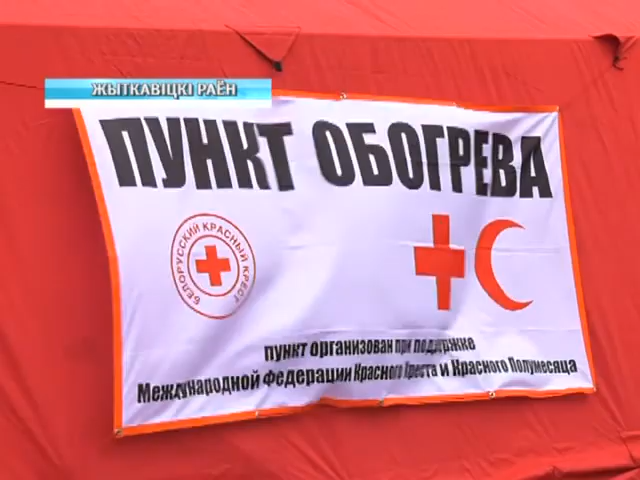 ЖЫТКАВІЦКІ РАЁН
ПУНКТ ОБОГРЕВА
БЕЛОРУССКИЙ КРАСНЫЙ КРЕСТ
пункт организован при поддержке
Международной Федерации Красного Креста и Красного Полумесяца